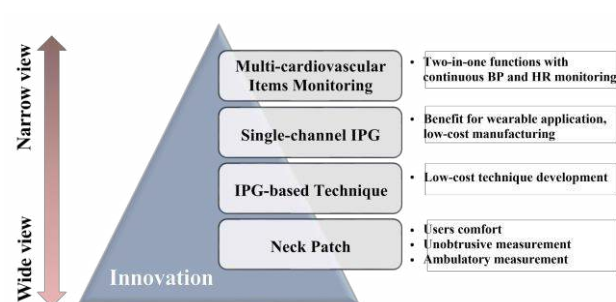 Narrow view
Wide view
Innovation
Multi-cardiovascular
Items Monitoring
• Two-in-one functions with
continuous BP and HR monitoring
Single-channel IPG
• Benefit for wearable application,
low-cost manufacturing
IPG-based Technique
• Low-cost technique development
Neck Patch
• Users comfort
• Unobtrusive measurement
• Ambulatory measurement